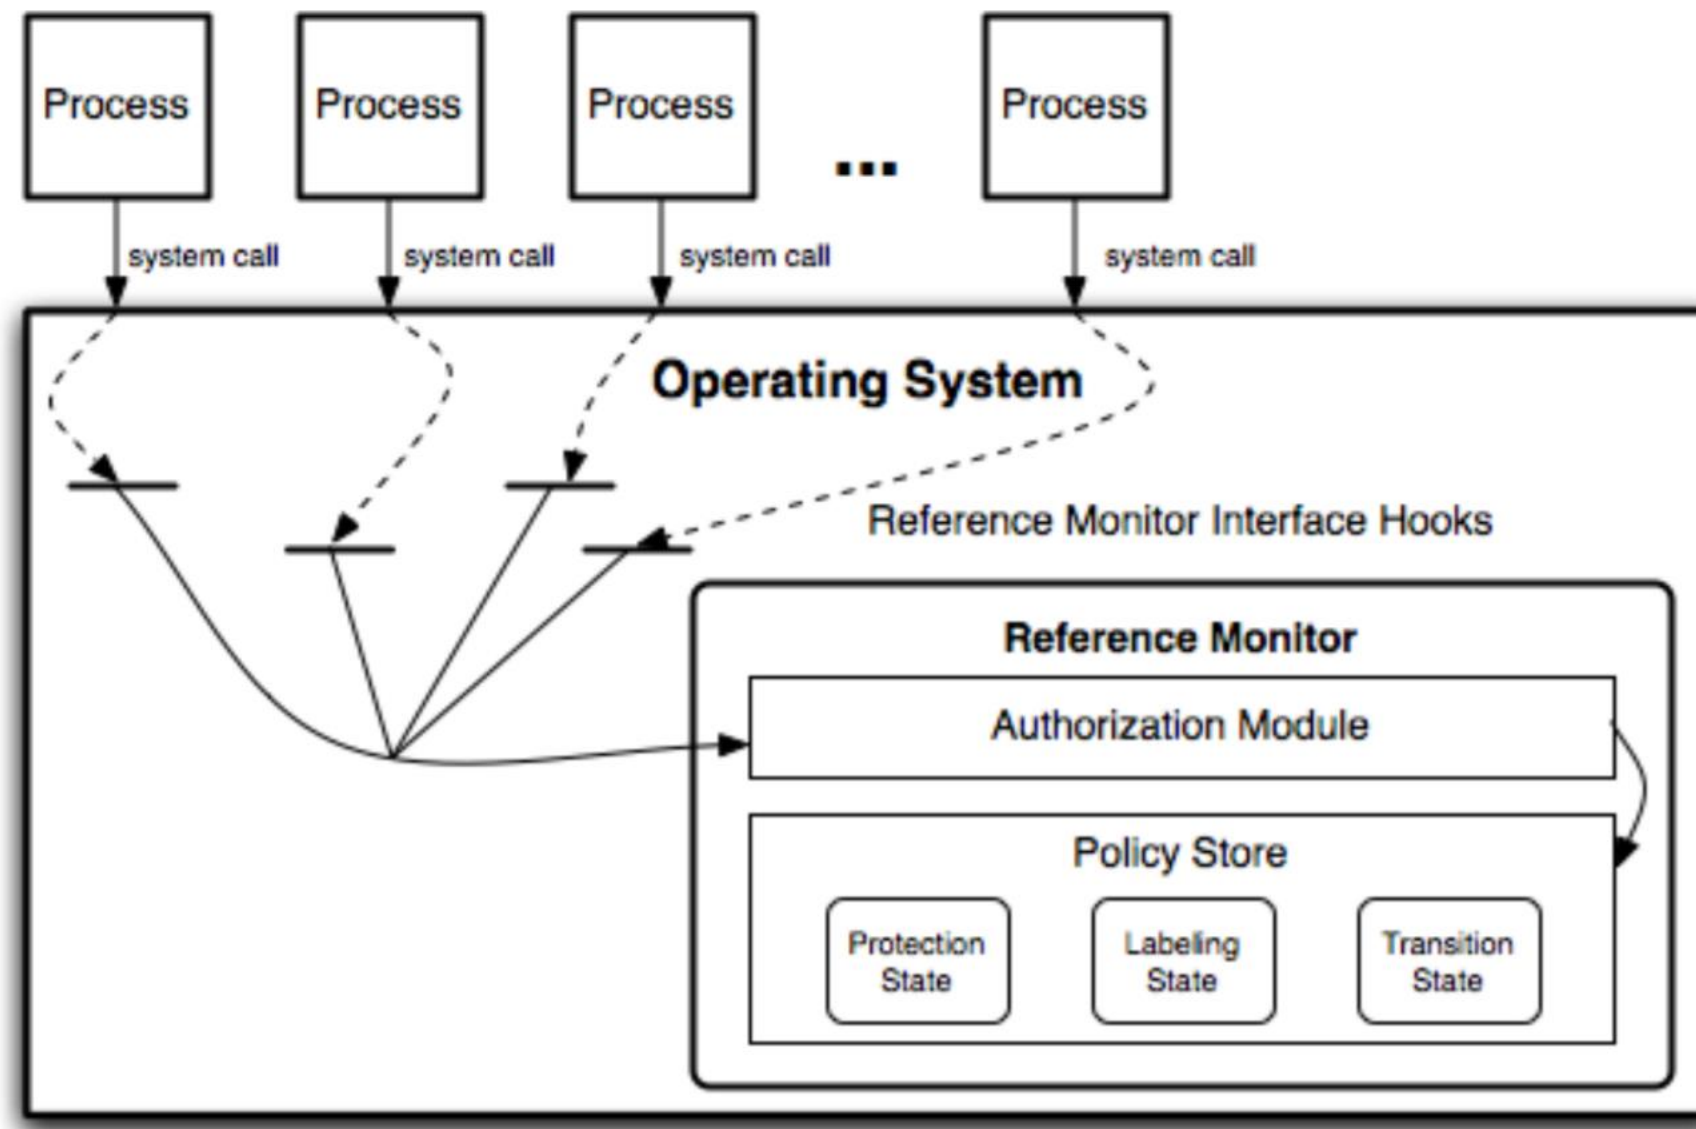 Process
Process
Process
...
Process
system call
system call
system call
system call
Operating System
Reference Monitor Interface Hooks
Reference Monitor
Authorization Module
Policy Store
Protection
State
Labeling
State
Transition
State